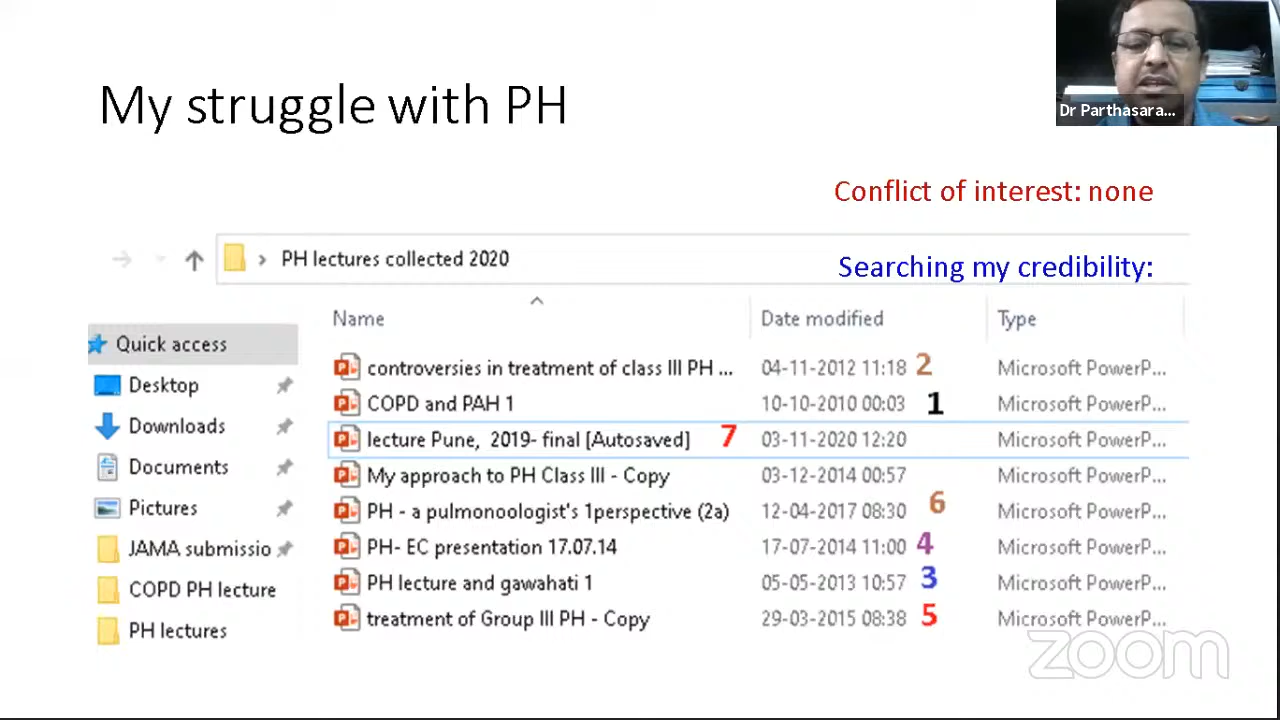 My struggle with PH
Dr Parthasara...
Conflict of interest: none
PH lectures collected 2020
Searching my credibility:
Name Date modified Type
Quick access
Desktop
Downloads
Documents
Pictures
JAMA submissio
COPD PH lecture
PH lectures
controversies in treatment of class III PH ... 04-11-2012 11:18 2 Microsoft PowerP...
COPD and PAH 1 10-10-2010 00:03 1 Microsoft PowerP...
lecture Pune, 2019- final [Autosaved] 7 03-11-2020 12:20 Microsoft PowerP...
My approach to PH Class III - Copy 03-12-2014 00:57 Microsoft PowerP...
PH - a pulmonoologist's 1perspective (2a) 12-04-2017 08:30 6 Microsoft PowerP...
PH- EC presentation 17.07.14 17-07-2014 11:00 4 Microsoft PowerP...
PH lecture and gawahati 1 05-05-2013 10:57 3 Microsoft PowerP...
treatment of Group III PH - Copy 29-03-2015 08:38 5 Microsoft PowerP...
zoom